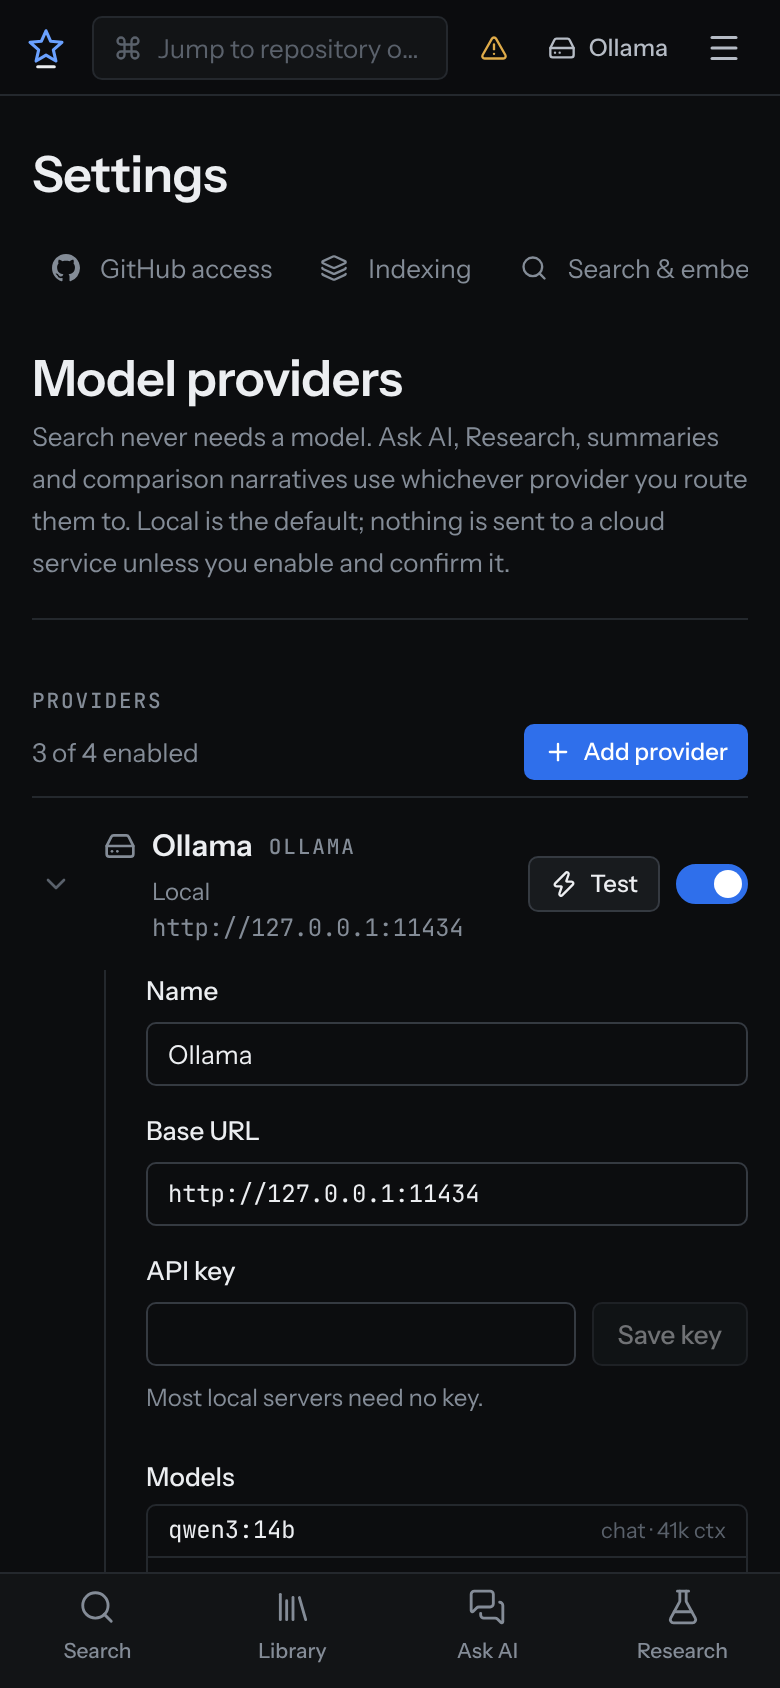 Jump to repository o...
Ollama
Settings
GitHub access
Indexing
Search & embe
Model providers
Search never needs a model. Ask AI, Research, summaries
and comparison narratives use whichever provider you route
them to. Local is the default; nothing is sent to a cloud
service unless you enable and confirm it.
PROVIDERS
3 of 4 enabled
Add provider
Ollama OLLAMA
Local
http://127.0.0.1:11434
Test
Name
Ollama
Base URL
http://127.0.0.1:11434
API key
Save key
Most local servers need no key.
Models
qwen3:14b
chat · 41k ctx
Search
Library
Ask AI
Research